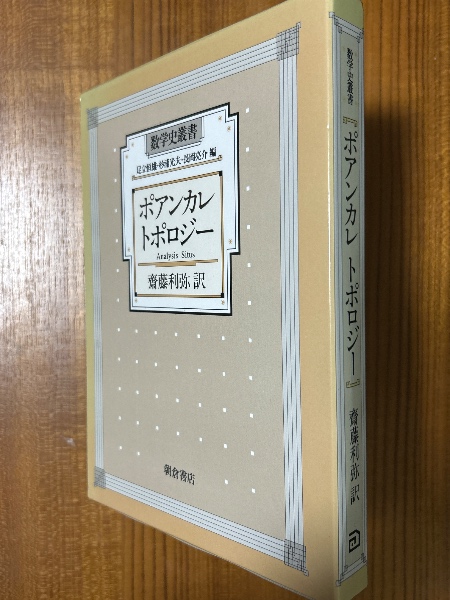 数学史叢書
足立恒雄・杉浦光夫・長岡亮介 編
ポアンカレ
トポロジー
Analysis Situs
齋藤利弥 訳
朝倉書店
数学史叢書
『ポアンカレ トポロジー』
齋藤利弥 訳